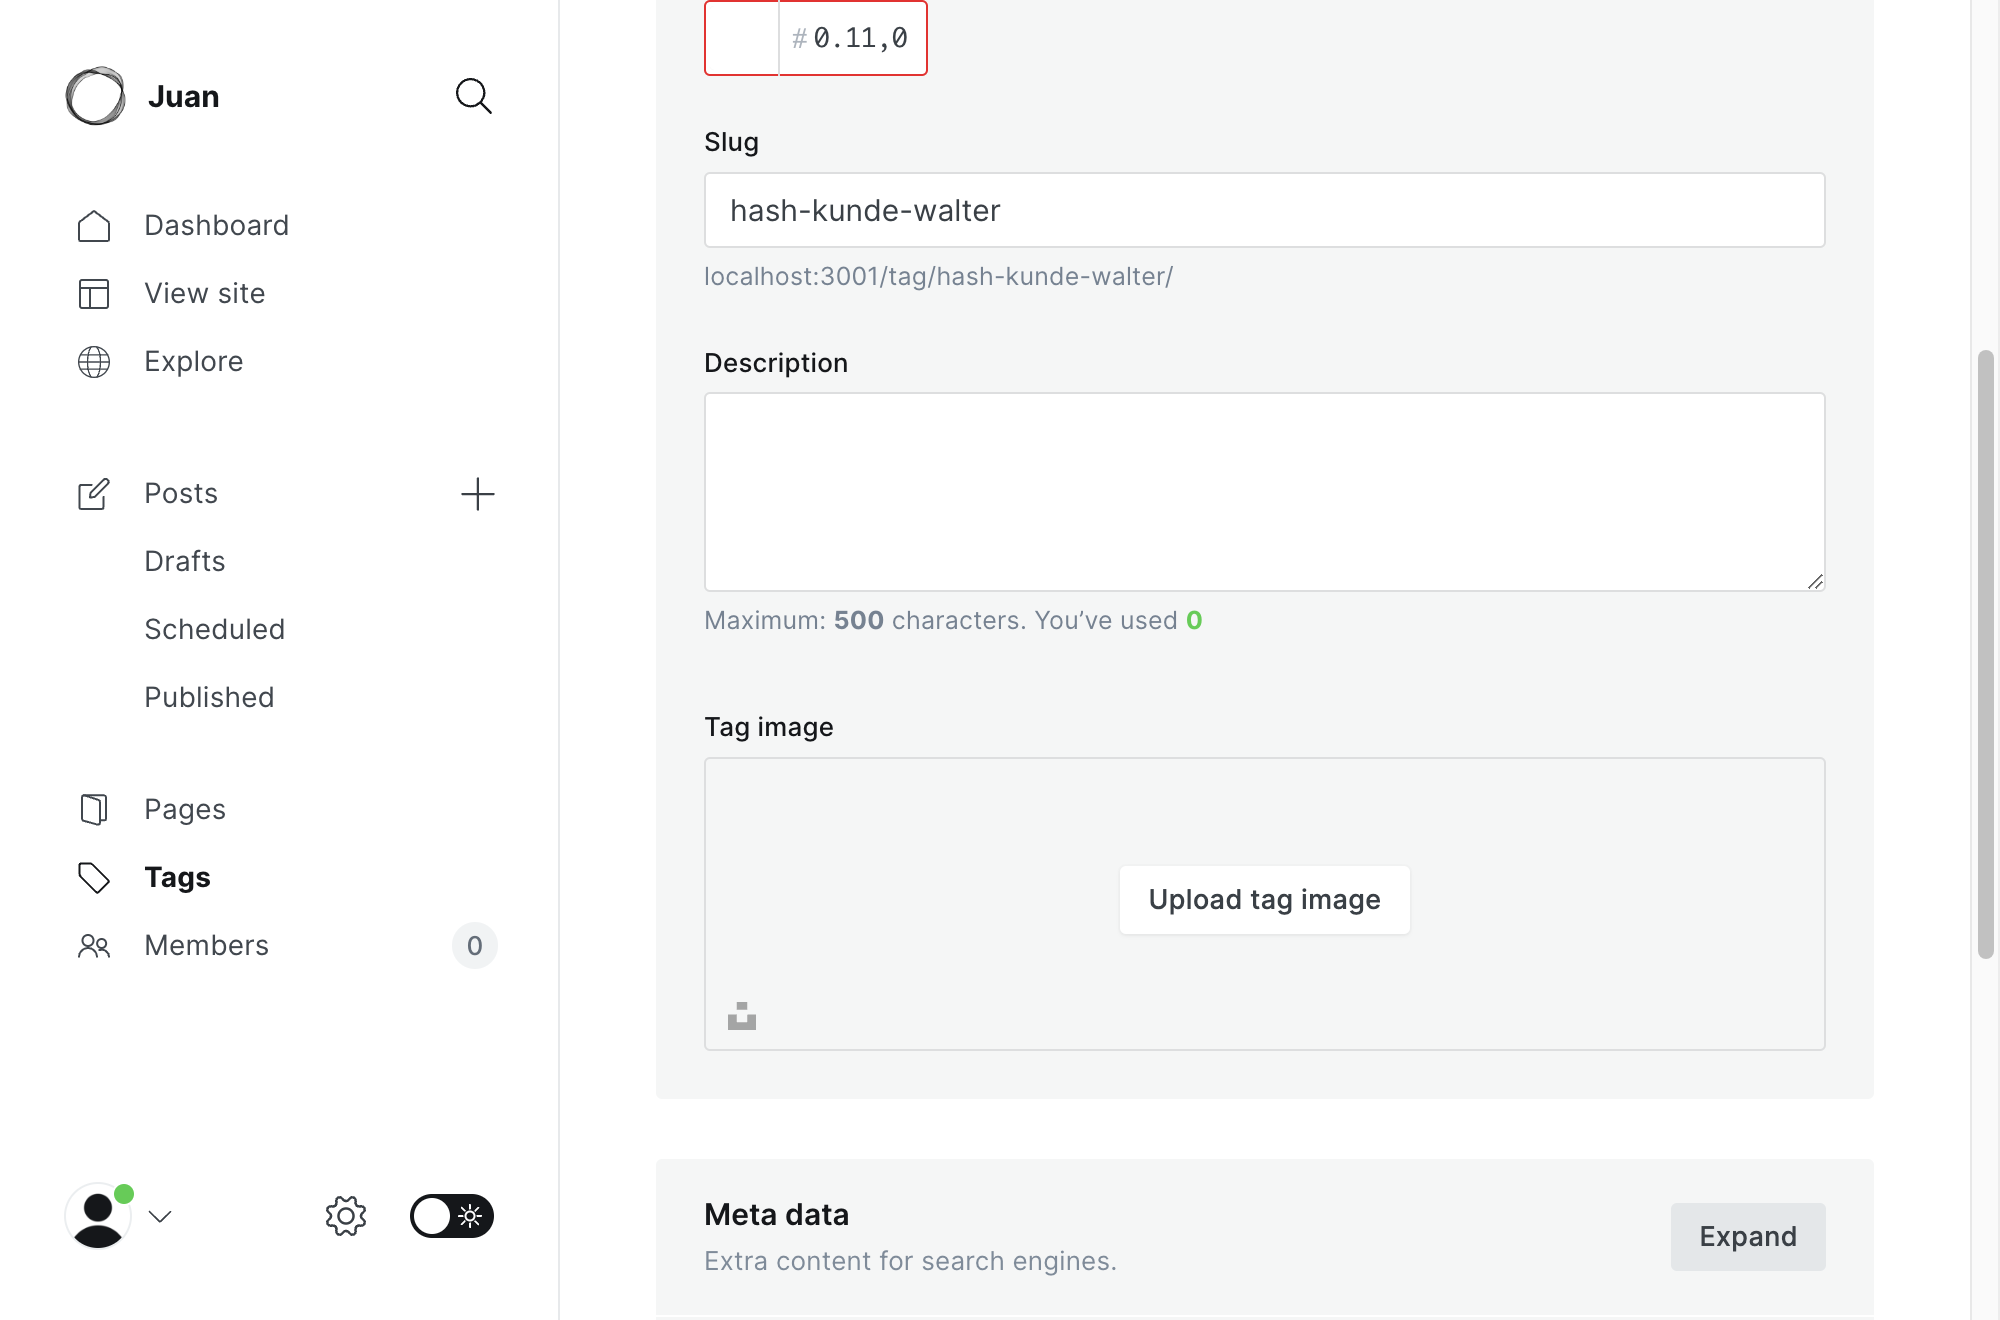 Juan
Dashboard
View site
Explore
Posts
Drafts
Scheduled
Published
Pages
Tags
Members 0
#0.11,0
Slug
hash-kunde-walter
localhost:3001/tag/hash-kunde-walter/
Description
Maximum: 500 characters. You’ve used 0
Tag image
Upload tag image
Meta data
Extra content for search engines.
Expand